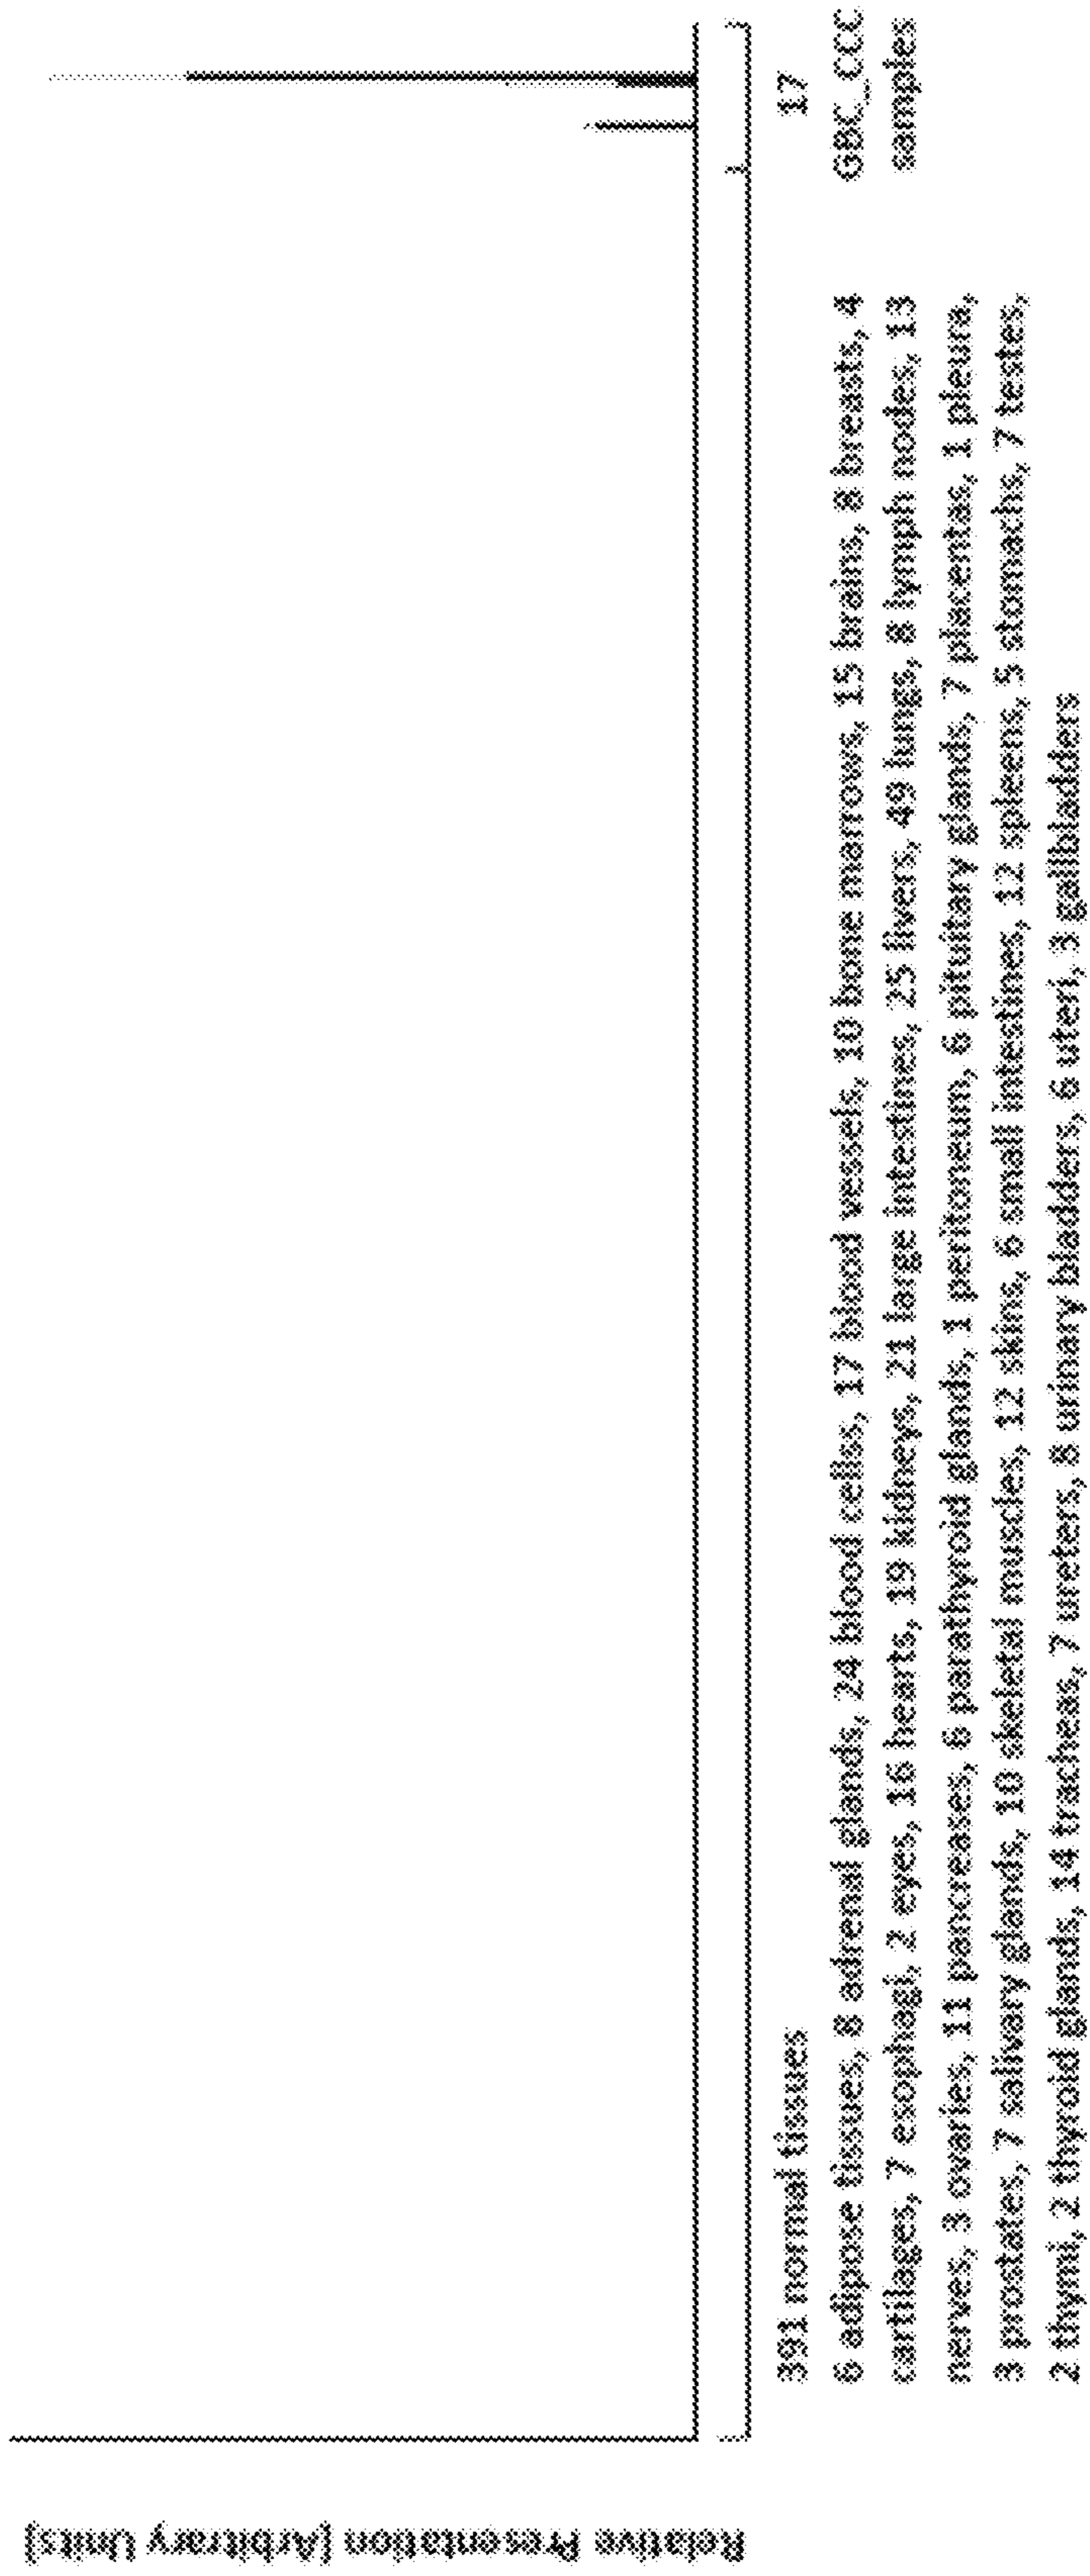 Relative Presentation [Arbitrary Units]
391 normal tissues
6 adipose tissues, 8 adrenal glands, 24 blood cellss, 17 blood vessels, 10 bone marrows, 15 brains, 8 breasts, 4
cartilages, 7 esophagi, 2 eyes, 16 hearts, 19 kidneys, 21 large intestines, 25 livers, 49 lungs, 8 lymph nodes, 13
nerves, 3 ovaries, 11 pancreases, 6 parathyroid glands, 1 peritoneum, 6 pituitary glands, 7 placentas, 1 pleura,
3 prostates, 7 salivary glands, 10 skeletal muscles, 12 skins, 6 small intestines, 12 spleens, 5 stomachs, 7 testes,
2 thymi, 2 thyroid glands, 14 tracheas, 7 ureters, 8 urinary bladders, 6 uteri, 3 gallbladders
17
GBC_CCC
samples